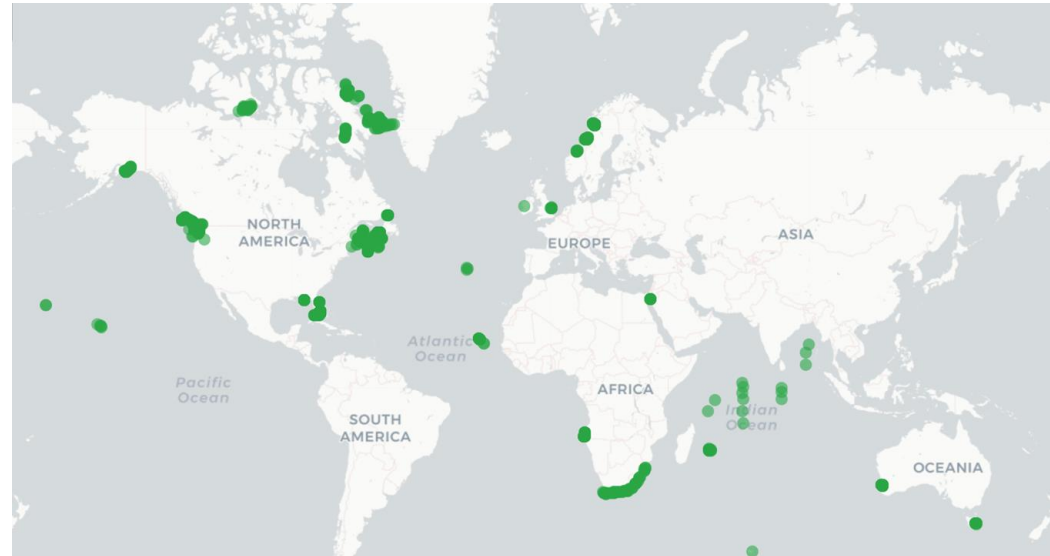 NORTH
AMERICA
EUROPE
ASIA
Atlantic
Ocean
Pacific
Ocean
AFRICA
SOUTH
AMERICA
Indian
Ocean
OCEANIA